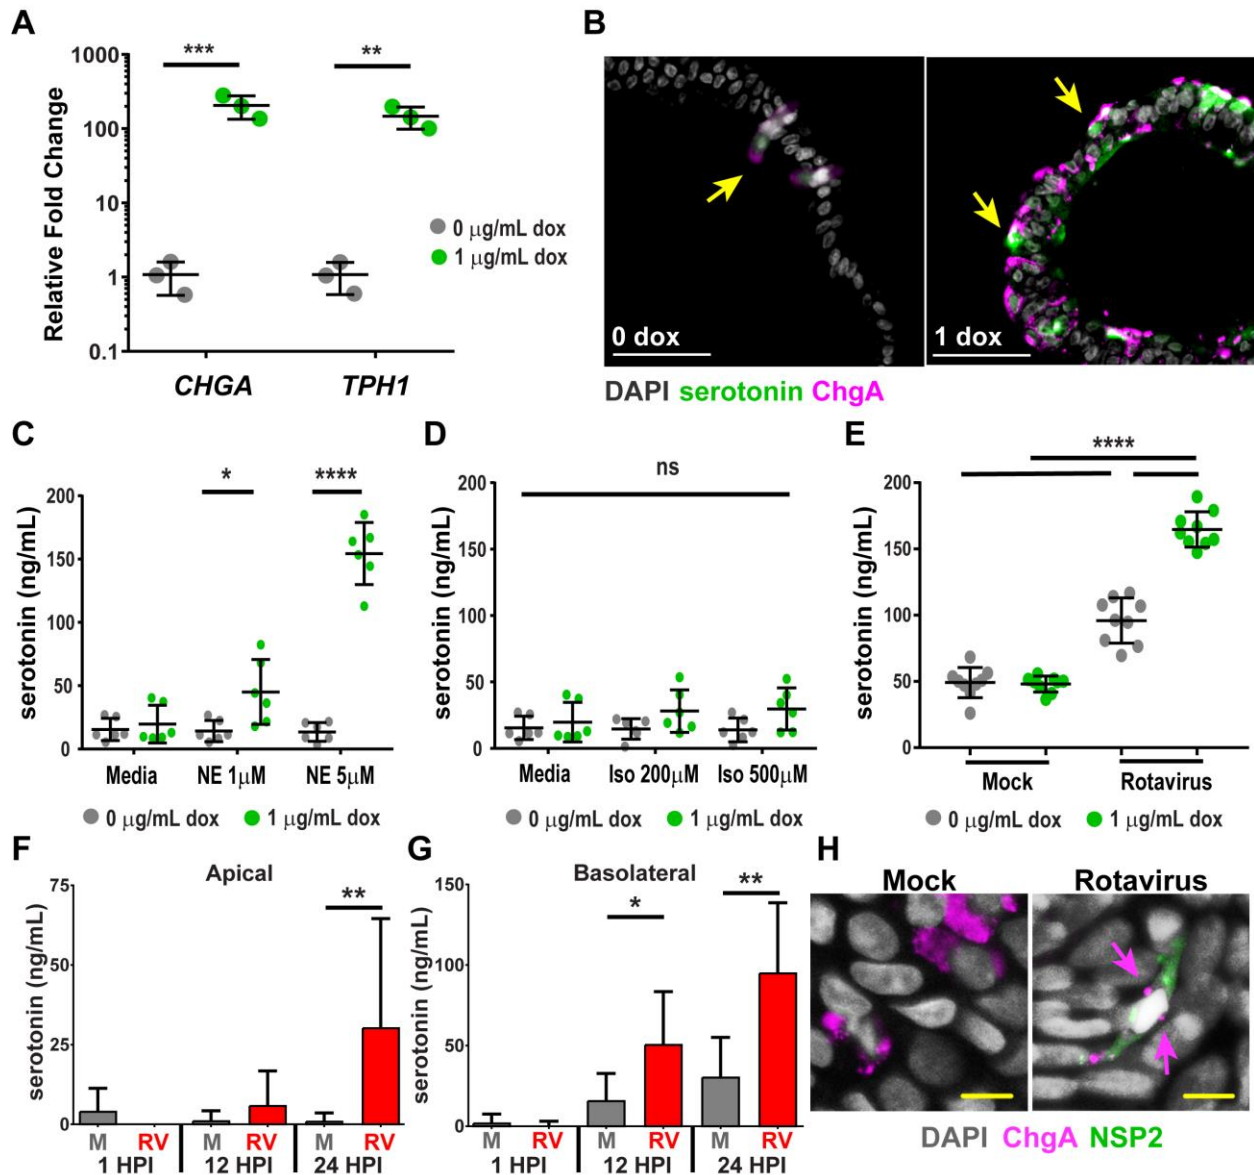 A
***
**
1000
100
10
1
0.1
Relative Fold Change
CHGA
TPH1
0 μg/mL dox
1 μg/mL dox
B
0 dox
1 dox
DAPI serotonin ChgA
C
*
****
200
150
100
50
0
serotonin (ng/mL)
Media
NE 1μM
NE 5μM
0 μg/mL dox
1 μg/mL dox
D
ns
200
150
100
50
0
serotonin (ng/mL)
Media
Iso 200μM
Iso 500μM
0 μg/mL dox
1 μg/mL dox
E
****
200
150
100
50
0
serotonin (ng/mL)
Mock
Rotavirus
0 μg/mL dox
1 μg/mL dox
F
Apical
**
75
50
25
0
serotonin (ng/mL)
M RV M RV M RV
1 HPI 12 HPI 24 HPI
G
Basolateral
*
**
150
100
50
0
serotonin (ng/mL)
M RV M RV M RV
1 HPI 12 HPI 24 HPI
H
Mock
Rotavirus
DAPI ChgA NSP2